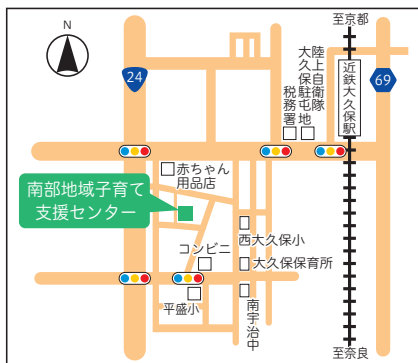 至京都
24
69
陸上自衛隊
大久保駐屯地
税務署
近鉄大久保駅
赤ちゃん
用品店
南部地域子育て
支援センター
西大久保小
コンビニ
大久保保育所
平盛小
南宇治中
至奈良